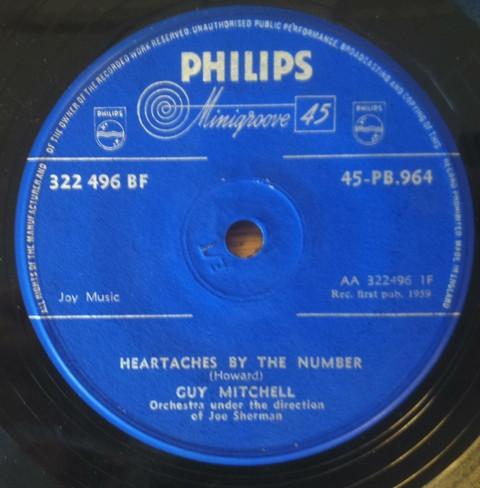 ALL RIGHTS OF THE MANUFACTURER AND OF THE OWNER OF THE RECORDED WORK RESERVED. UNAUTHORISED PUBLIC PERFORMANCE, BROADCASTING AND COPYING OF THIS RECORD PROHIBITED MADE IN ENGLAND
PHILIPS
Minigroove 45
PHILIPS
PHILIPS
322 496 BF
45-PB.964
AA 322496 1F
Joy Music
Rec. first pub. 1959
HEARTACHES BY THE NUMBER
(Howard)
GUY MITCHELL
Orchestra under the direction
of Joe Sherman